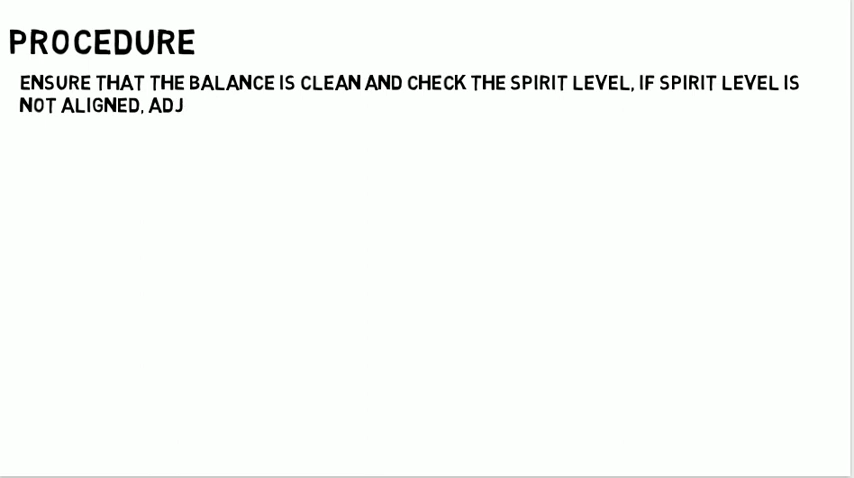 PROCEDURE
ENSURE THAT THE BALANCE IS CLEAN AND CHECK THE SPIRIT LEVEL, IF SPIRIT LEVEL IS
NOT ALIGNED, ADJ